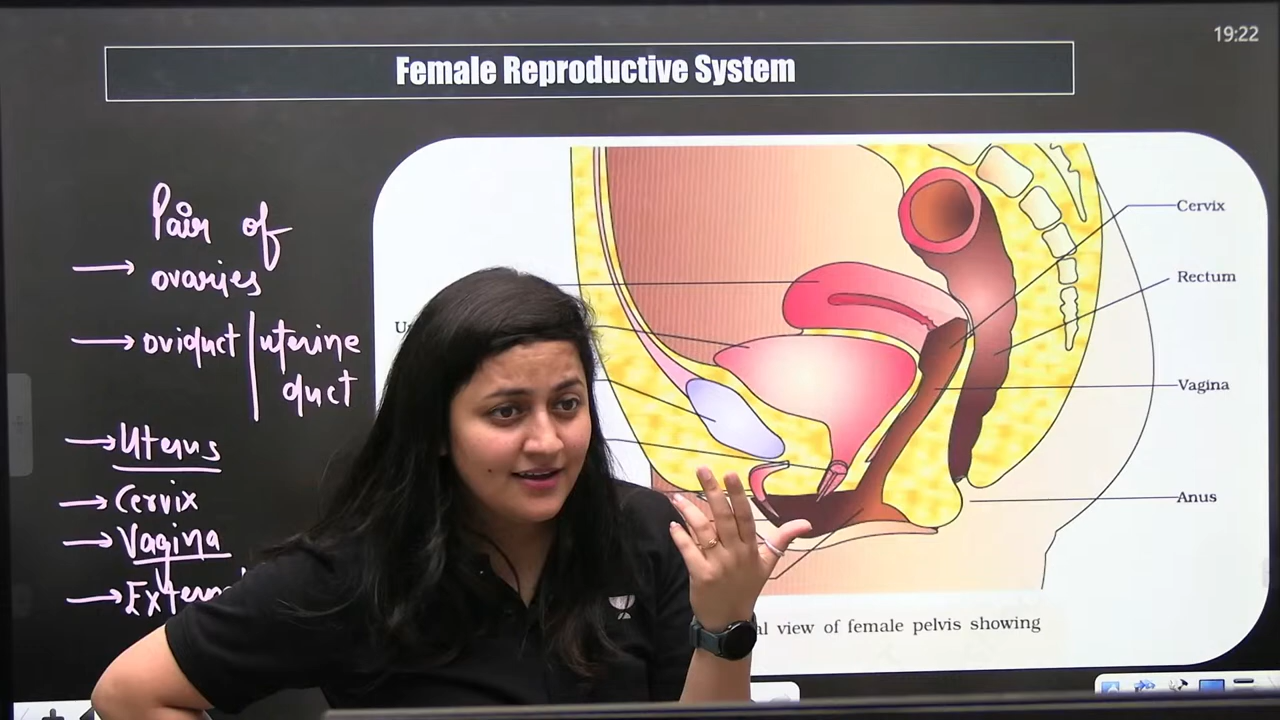 19:22
Female Reproductive System
Pair of
→ ovaries
→ oviduct/uterine
duct
→ Uterus
→ Cervix
→ Vagina
Cervix
Rectum
Vagina
Anus
view of female pelvis showing